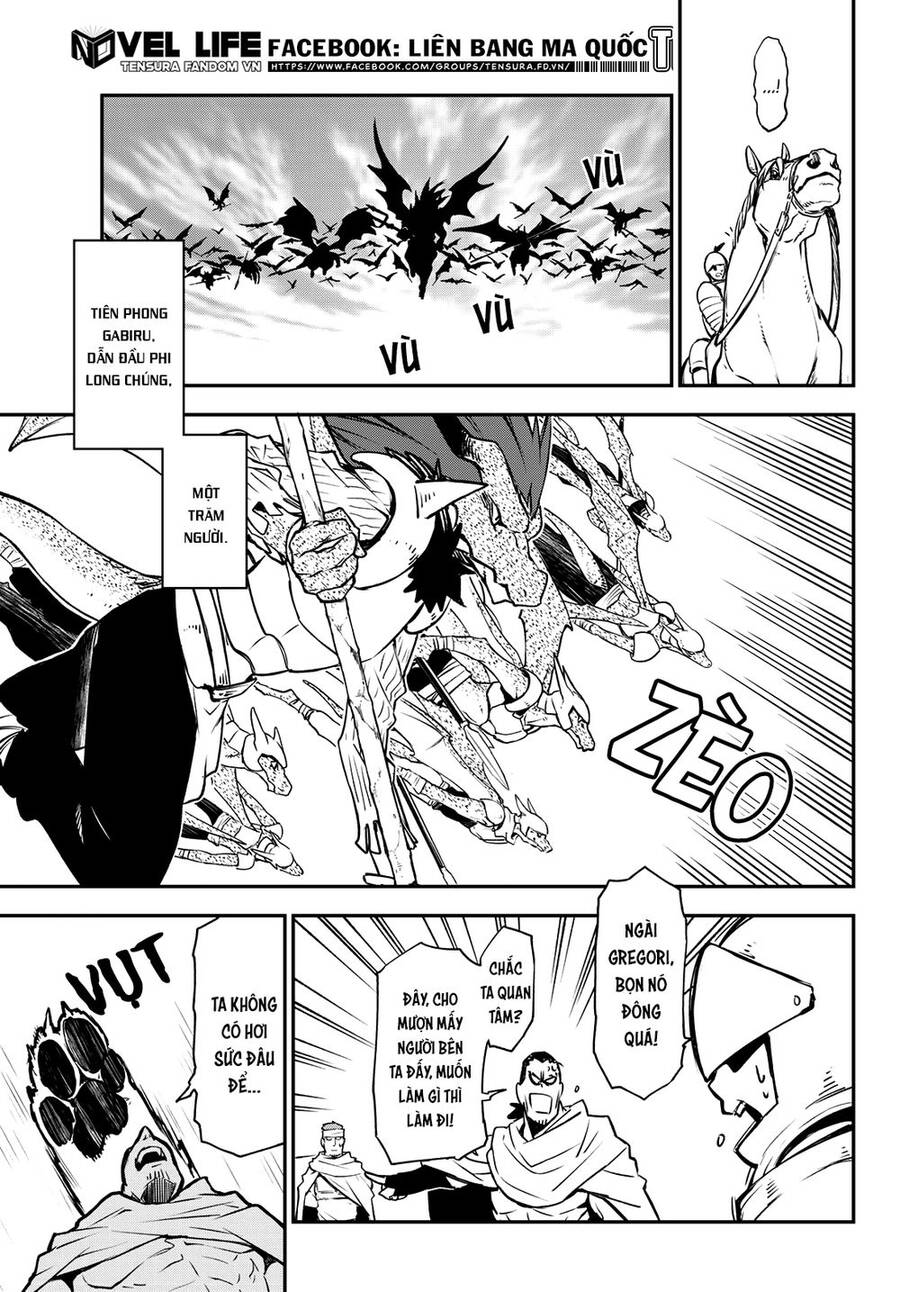 NOVEL LIFE
TENSURA FANDOM VN
FACEBOOK: LIÊN BANG MA QUỐC T
HTTPS://WWW.FACEBOOK.COM/GROUPS/TENSURA.FD.VN/
....!
VÙ
VÙ
VÙ
TIÊN PHONG
GABIRU,
DẪN ĐẦU PHI
LONG CHÚNG,
MỘT
TRĂM
NGƯỜI.
ZÈO
NGÀI
GREGORI,
BỌN NÓ
ĐÔNG
QUÁ!
CHẮC
TA QUAN
TÂM?
ĐÂY, CHO
MƯỢN MẤY
NGƯỜI BÊN
TA ĐẤY, MUỐN
LÀM GÌ THÌ
LÀM ĐI!
TA KHÔNG
CÓ HƠI
SỨC ĐÂU
ĐỂ...
VỤT